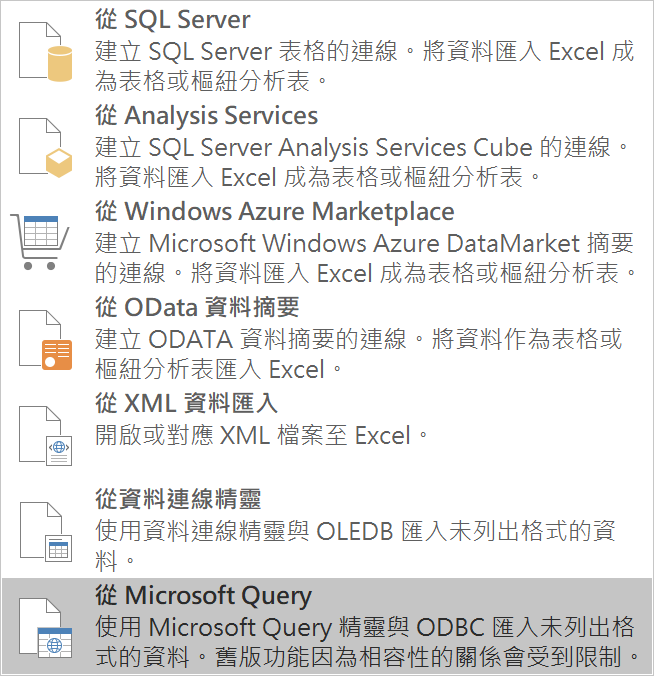 從 SQL Server
建立 SQL Server 表格的連線。將資料匯入 Excel 成
為表格或樞紐分析表。
從 Analysis Services
建立 SQL Server Analysis Services Cube 的連線。
將資料匯入 Excel 成為表格或樞紐分析表。
從 Windows Azure Marketplace
建立 Microsoft Windows Azure DataMarket 摘要
的連線。將資料匯入 Excel 成為表格或樞紐分析表。
從 OData 資料摘要
建立 ODATA 資料摘要的連線。將資料作為表格或
樞紐分析表匯入 Excel。
從 XML 資料匯入
開啟或對應 XML 檔案至 Excel。
從資料連線精靈
使用資料連線精靈與 OLEDB 匯入未列出格式的資
料。
從 Microsoft Query
使用 Microsoft Query 精靈與 ODBC 匯入未列出格
式的資料。舊版功能因為相容性的關係會受到限制。